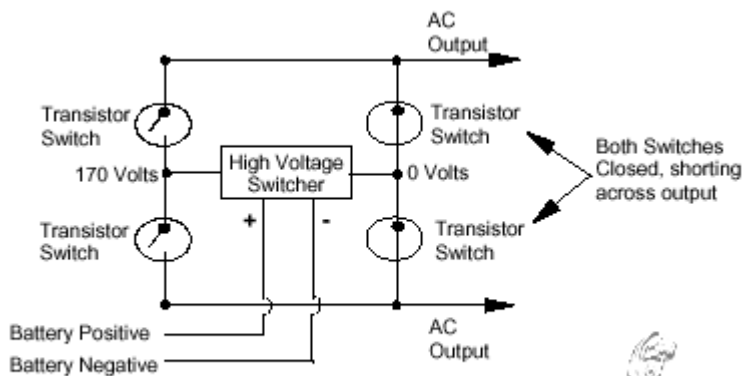 AC
Output
Transistor
Switch
Transistor
Switch
Both Switches
Closed, shorting
across output
170 Volts
High Voltage
Switcher
0 Volts
Transistor
Switch
+ -
Transistor
Switch
Battery Positive
Battery Negative
AC
Output